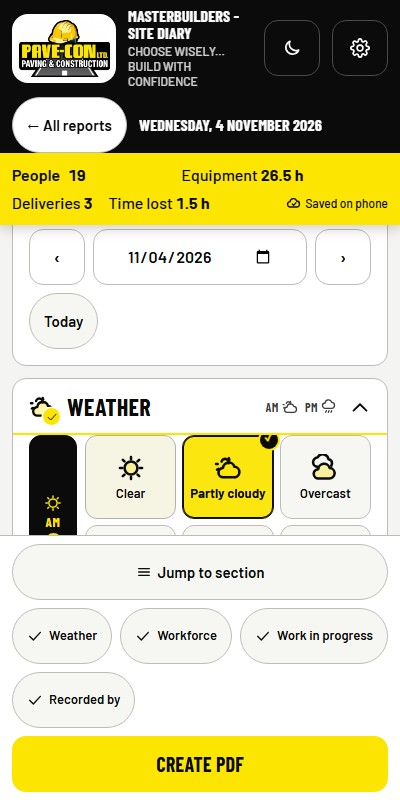 PAVE-CON LTD.
PAVING & CONSTRUCTION
MASTERBUILDERS -
SITE DIARY
CHOOSE WISELY...
BUILD WITH
CONFIDENCE
← All reports
WEDNESDAY, 4 NOVEMBER 2026
People 19
Equipment 26.5 h
Deliveries 3
Time lost 1.5 h
Saved on phone
‹
11/04/2026
›
Today
WEATHER
AM
PM
AM
Clear
Partly cloudy
Overcast
Jump to section
Weather
Workforce
Work in progress
Recorded by
CREATE PDF